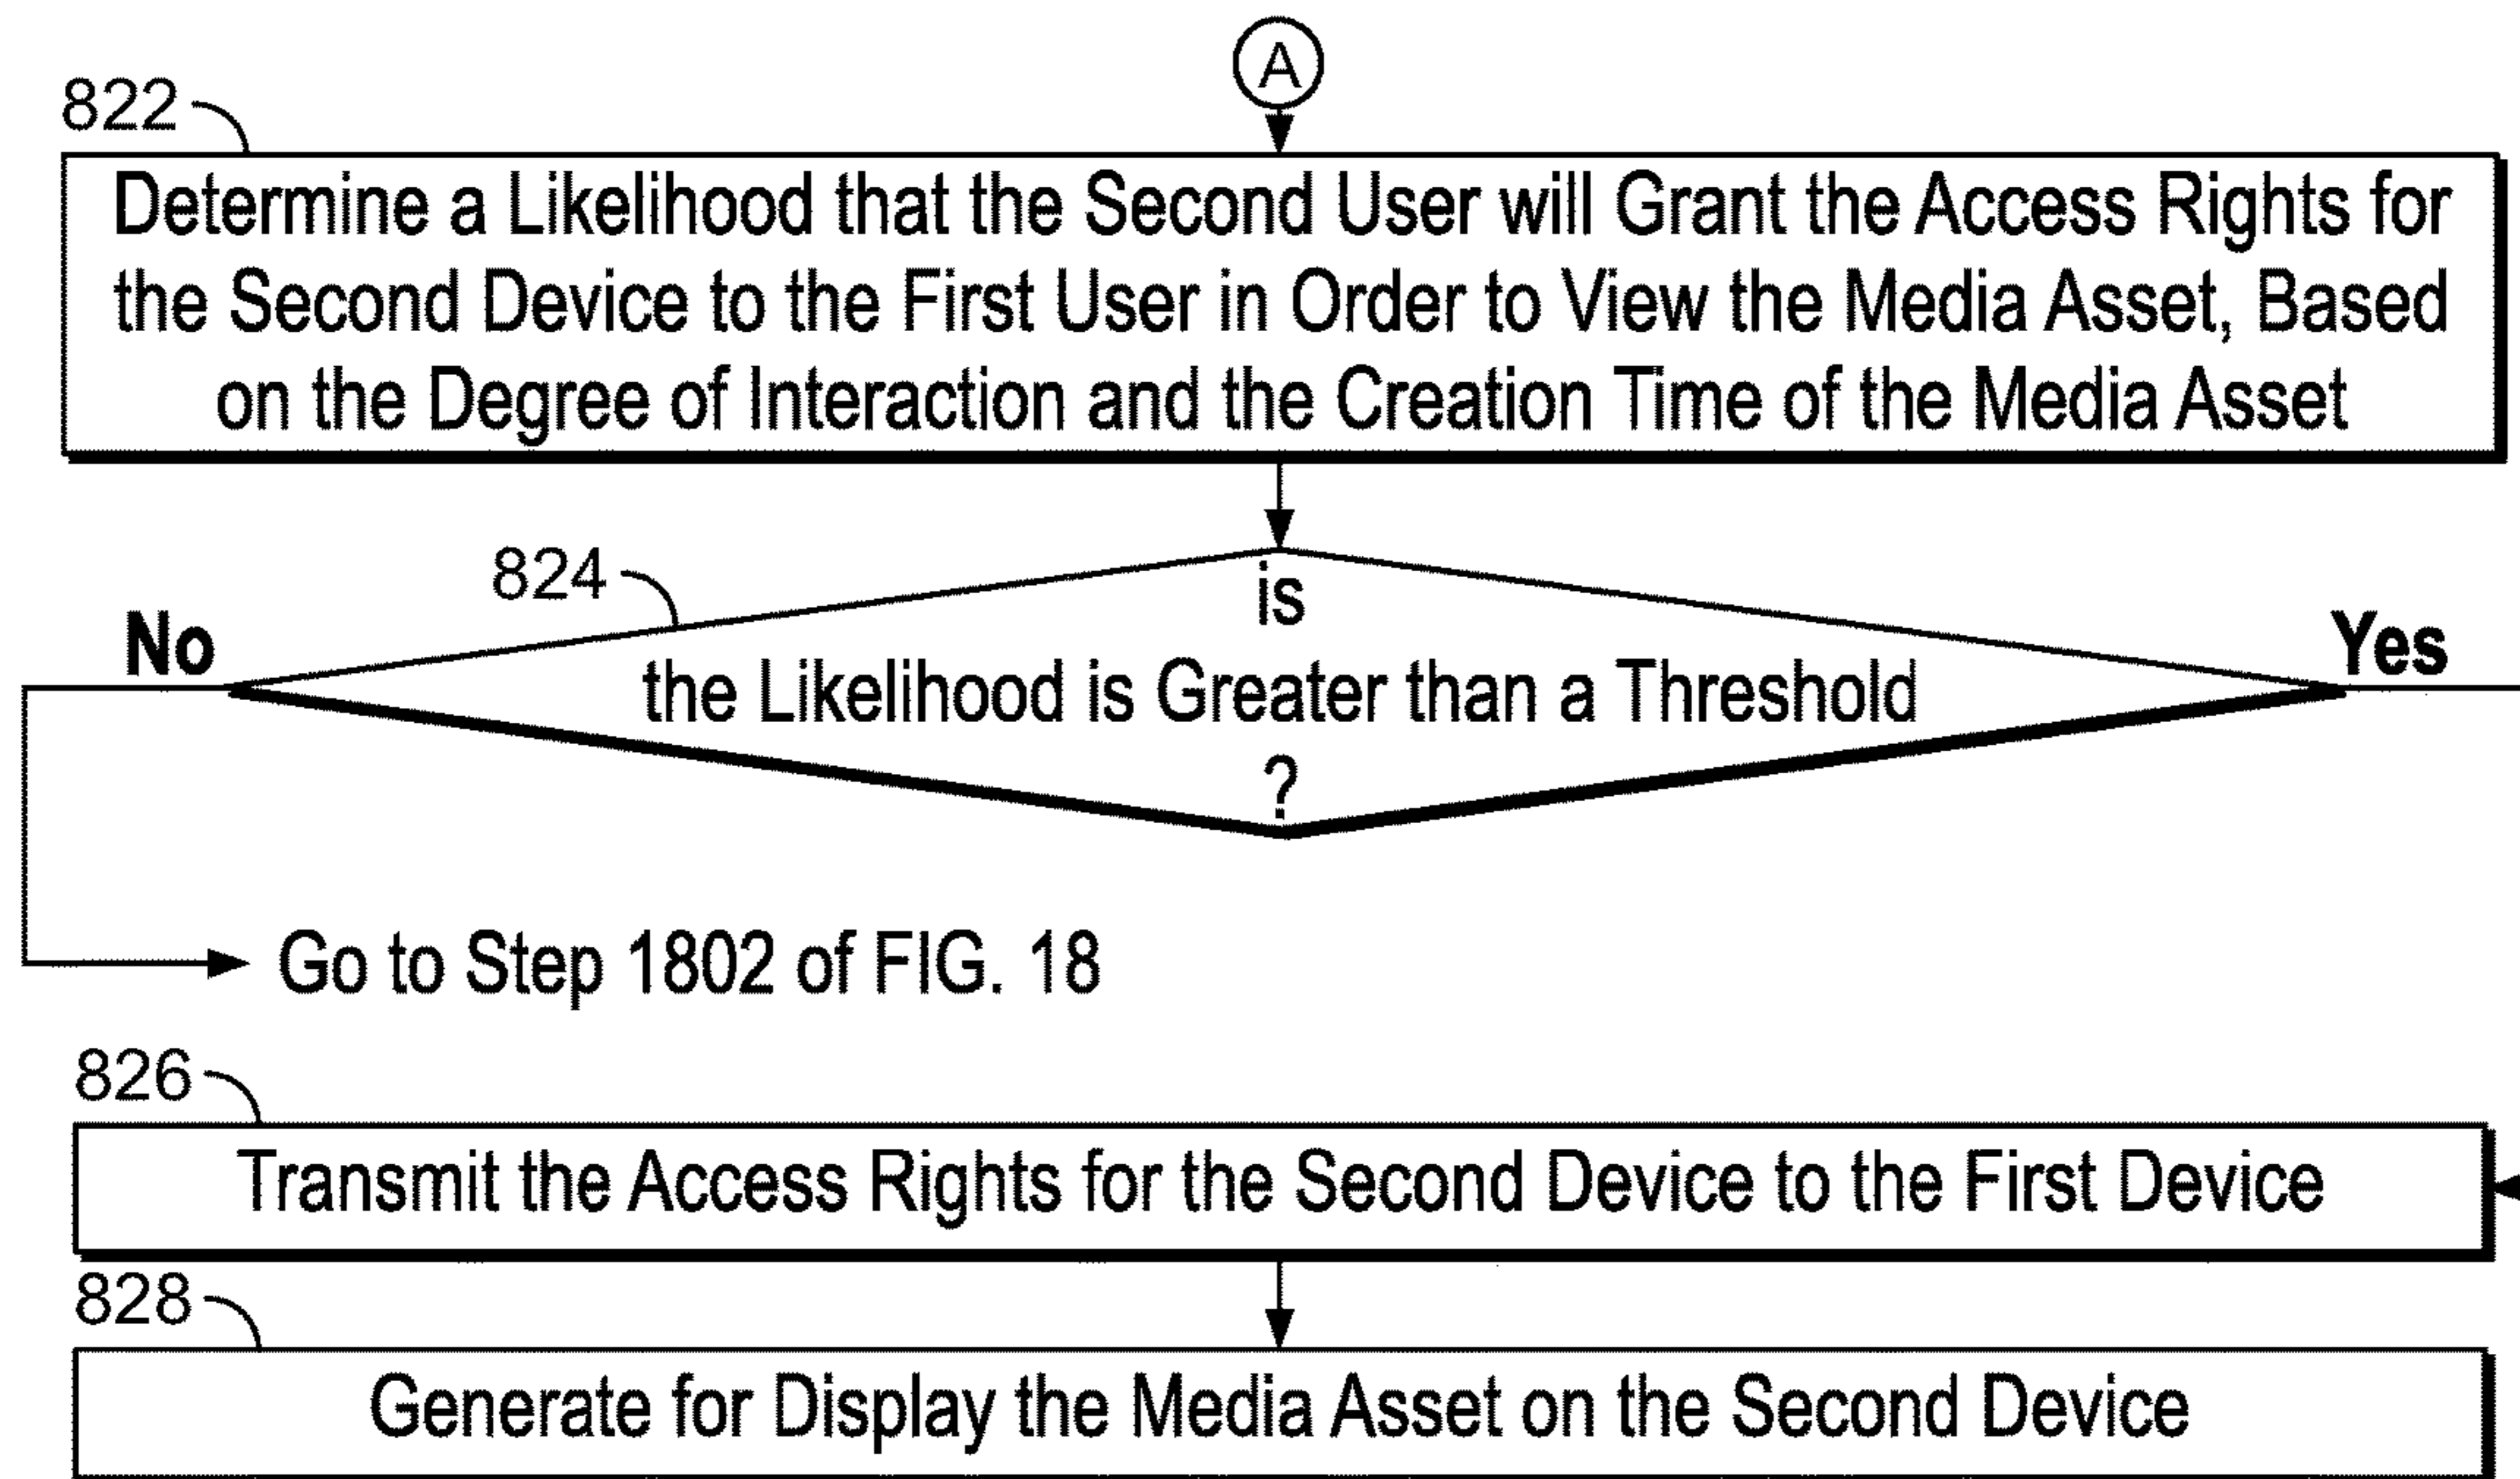 A
822
Determine a Likelihood that the Second User will Grant the Access Rights for
the Second Device to the First User in Order to View the Media Asset, Based
on the Degree of Interaction and the Creation Time of the Media Asset
824
is
No
Yes
the Likelihood is Greater than a Threshold
?
Go to Step 1802 of FIG. 18
826
Transmit the Access Rights for the Second Device to the First Device
828
Generate for Display the Media Asset on the Second Device